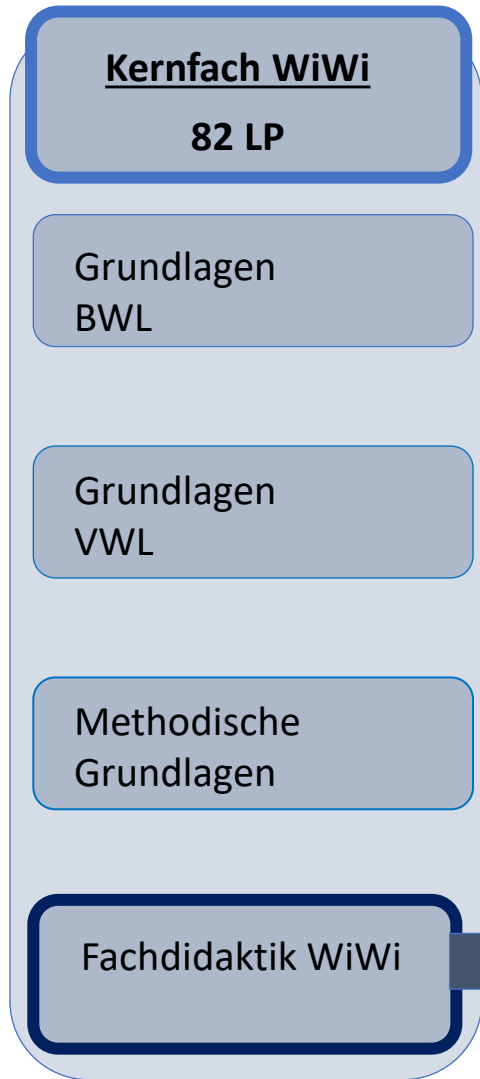 Kernfach WiWi
82 LP
Grundlagen
BWL
Grundlagen
VWL
Methodische
Grundlagen
Fachdidaktik WiWi